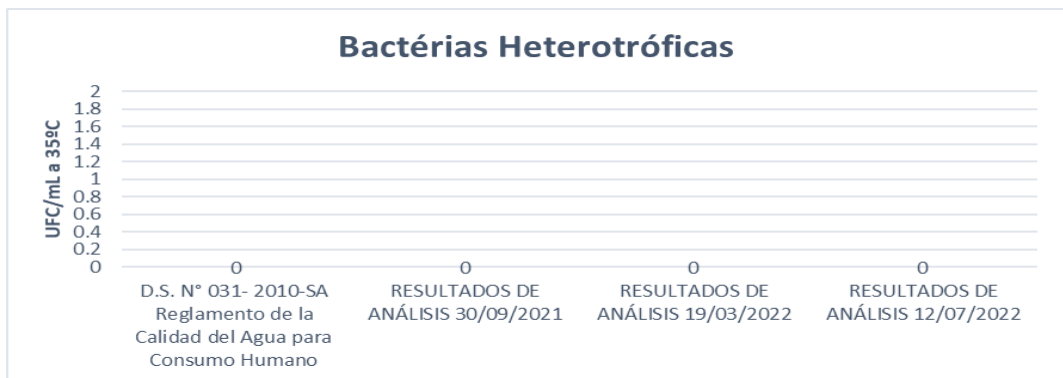 Bactérias Heterotróficas
UFC/mL a 35ºC
2
1.8
1.6
1.4
1.2
1
0.8
0.6
0.4
0.2
0
0 0 0 0
D.S. N° 031- 2010-SA
Reglamento de la
Calidad del Agua para
Consumo Humano
RESULTADOS DE
ANÁLISIS 30/09/2021
RESULTADOS DE
ANÁLISIS 19/03/2022
RESULTADOS DE
ANÁLISIS 12/07/2022